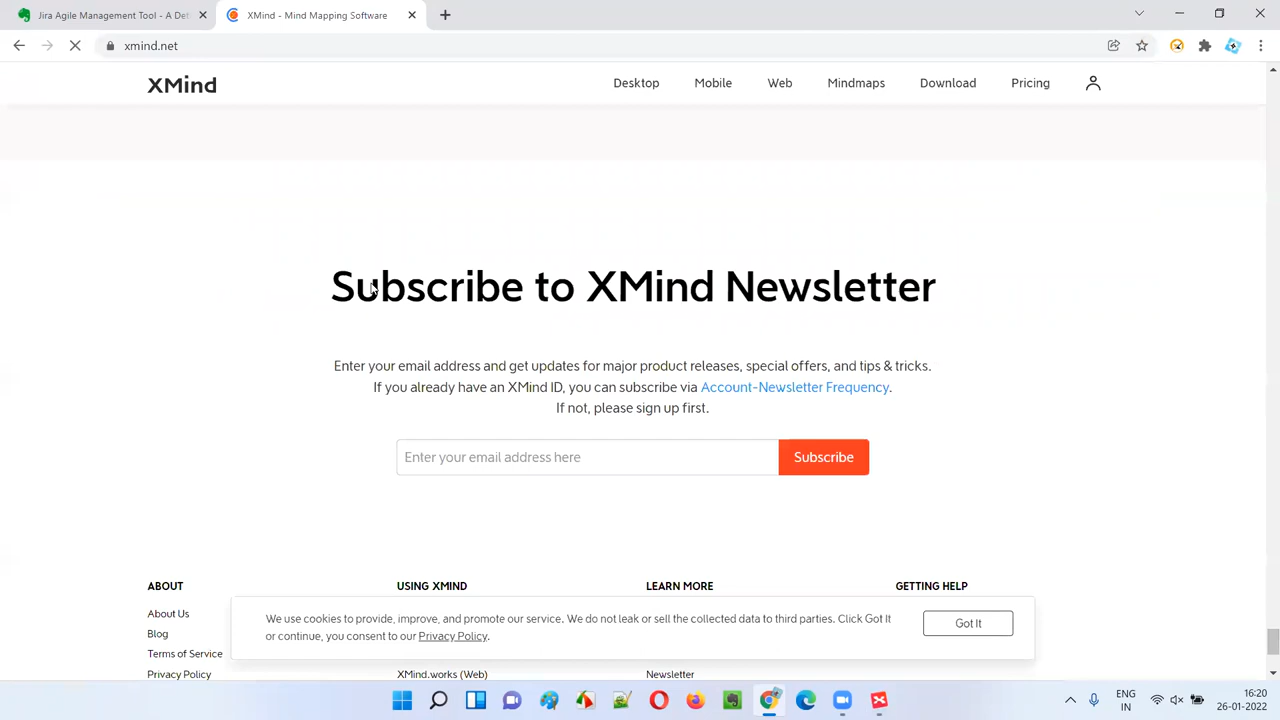 Jira Agile Management Tool - A Det
XMind - Mind Mapping Software
xmind.net
XMind
Desktop
Mobile
Web
Mindmaps
Download
Pricing
Subscribe to XMind Newsletter
Enter your email address and get updates for major product releases, special offers, and tips & tricks.
If you already have an XMind ID, you can subscribe via Account-Newsletter Frequency.
If not, please sign up first.
Enter your email address here
Subscribe
ABOUT
USING XMIND
LEARN MORE
GETTING HELP
About Us
Blog
Terms of Service
Privacy Policy
We use cookies to provide, improve, and promote our service. We do not leak or sell the collected data to third parties. Click Got It
or continue, you consent to our Privacy Policy.
Got It
XMind.works (Web)
Newsletter
ENG
IN
16:20
26-01-2022